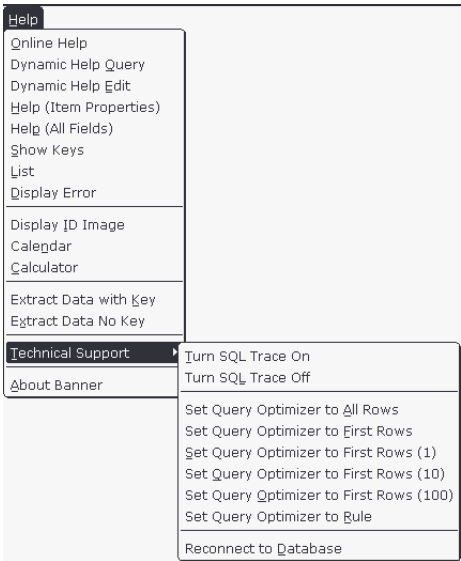 Help
Online Help
Dynamic Help Query
Dynamic Help Edit
Help (Item Properties)
Help (All Fields)
Show Keys
List
Display Error
Display ID Image
Calendar
Calculator
Extract Data with Key
Extract Data No Key
Technical Support
About Banner
Turn SQL Trace On
Turn SQL Trace Off
Set Query Optimizer to All Rows
Set Query Optimizer to First Rows
Set Query Optimizer to First Rows (1)
Set Query Optimizer to First Rows (10)
Set Query Optimizer to First Rows (100)
Set Query Optimizer to Rule
Reconnect to Database